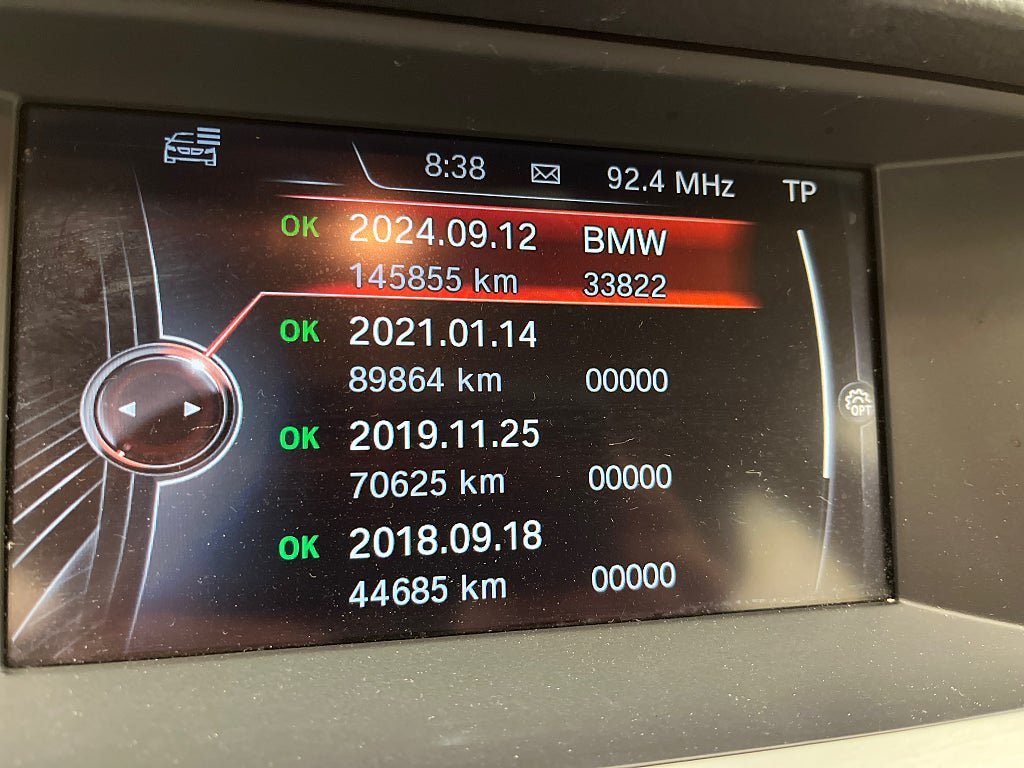 8:38 92.4 MHz TP
OK 2024.09.12 BMW
145855 km 33822
OK 2021.01.14
89864 km 00000
OPT
OK 2019.11.25
70625 km 00000
OK 2018.09.18
44685 km 00000